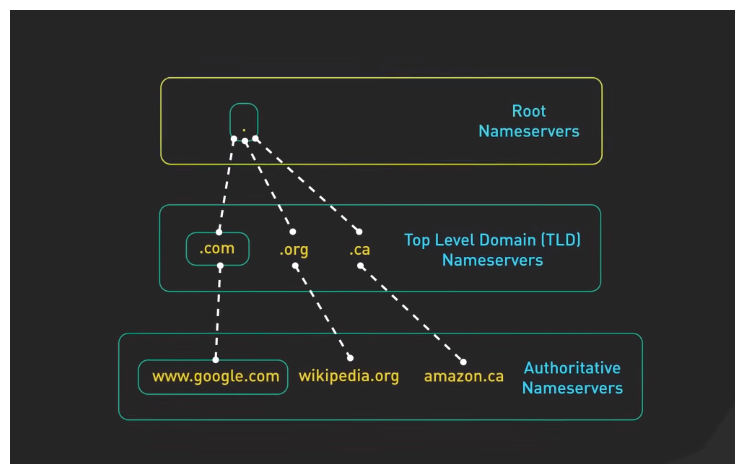 .
Root
Nameservers
.com
.org
.ca
Top Level Domain (TLD)
Nameservers
www.google.com
wikipedia.org
amazon.ca
Authoritative
Nameservers